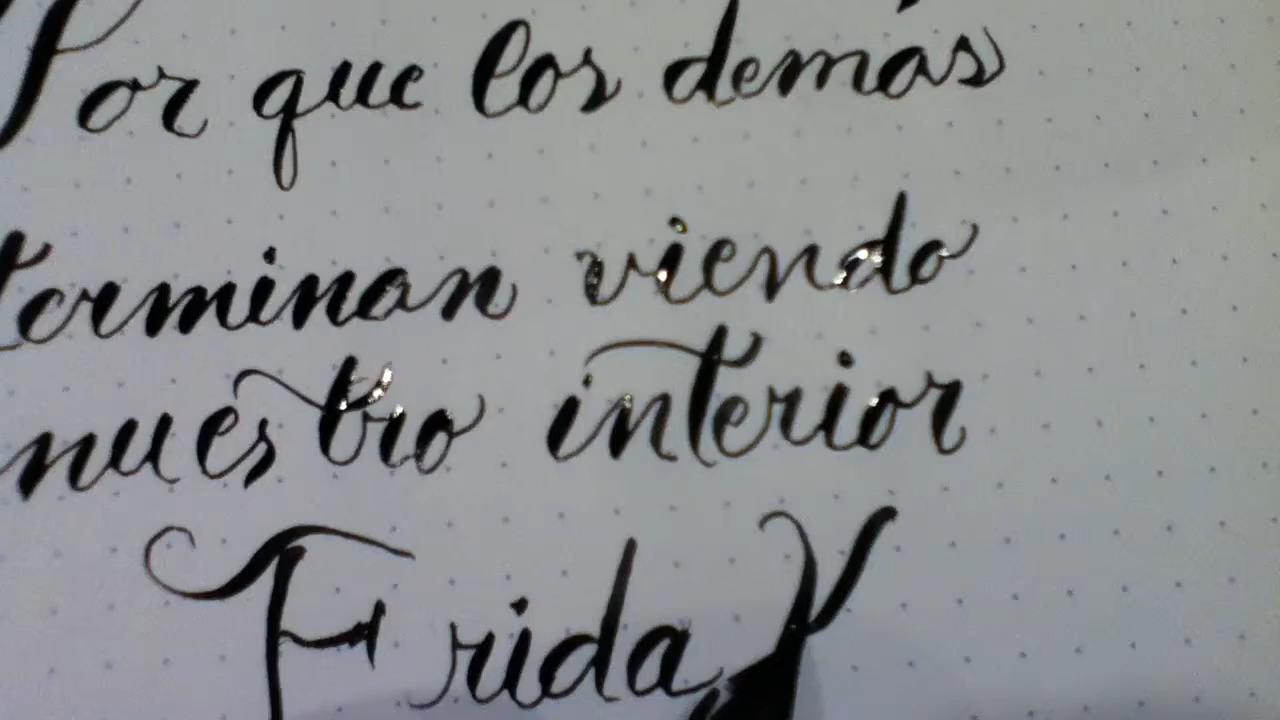 Por que los demás
terminan viendo
nuestro interior
Frida